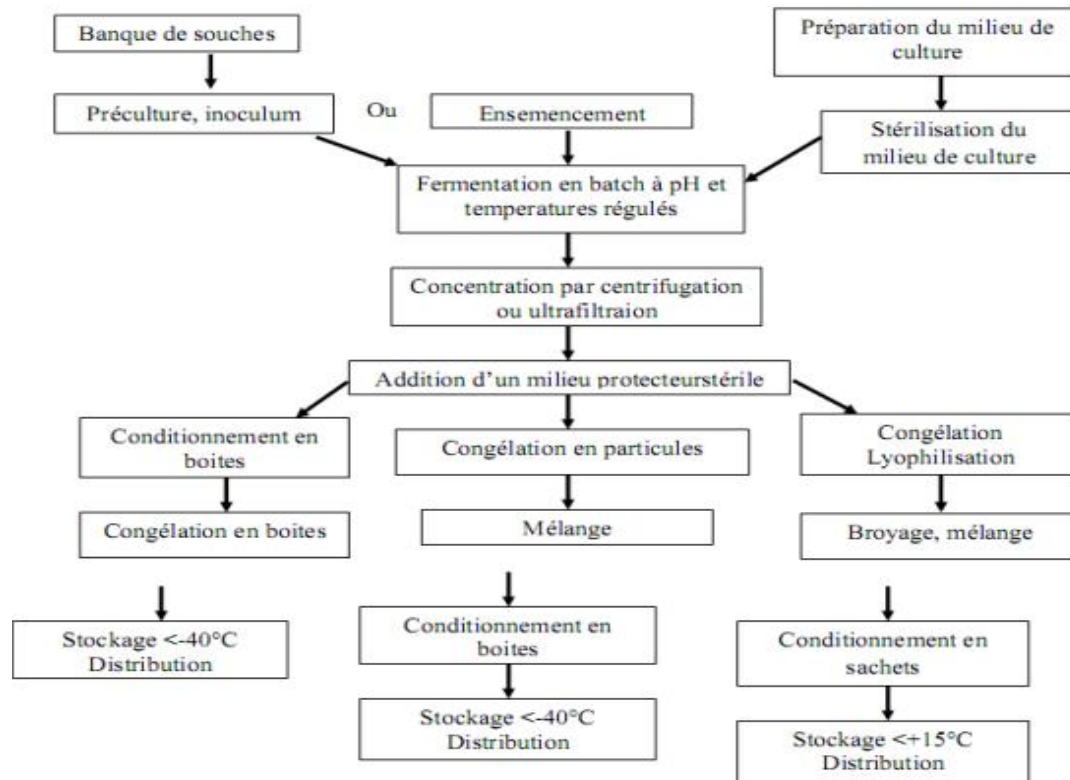 Banque de souches
Préparation du milieu de
culture
Préculture, inoculum
Ou
Ensemencement
Stérilisation du
milieu de culture
Fermentation en batch à pH et
temperatures régulés
Concentration par centrifugation
ou ultrafiltraion
Addition d'un milieu protecteurstérile
Conditionnement en
boites
Congélation en particules
Congélation
Lyophilisation
Congélation en boites
Mélange
Broyage, mélange
Stockage <-40°C
Distribution
Conditionnement en
boites
Conditionnement en
sachets
Stockage <-40°C
Distribution
Stockage <+15°C
Distribution